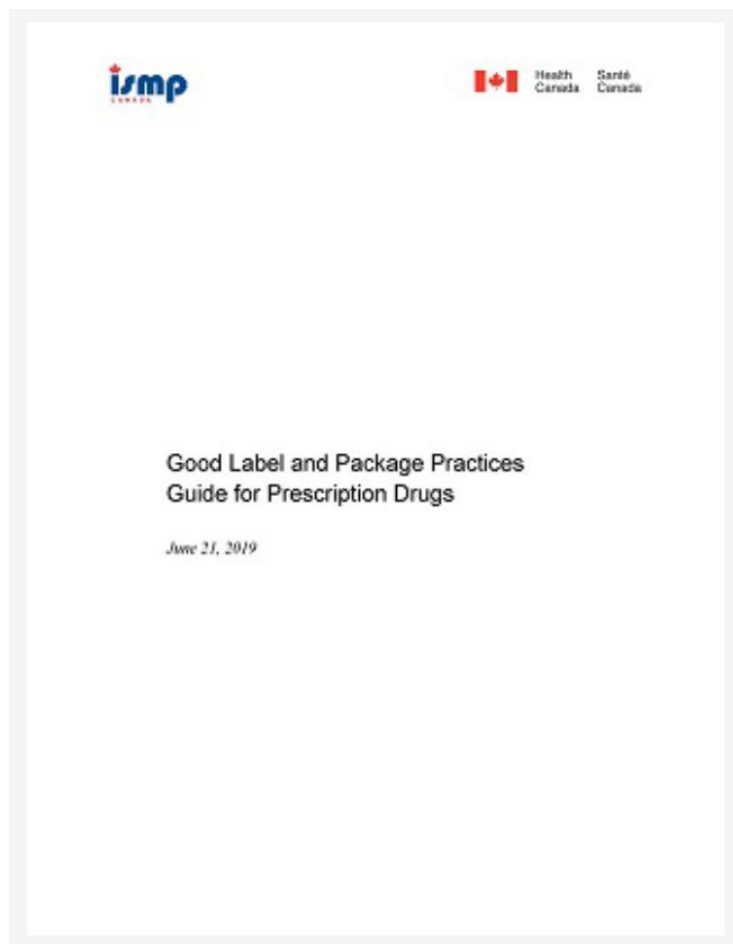 ismp
CANADA
Health Canada
Santé Canada
Good Label and Package Practices
Guide for Prescription Drugs
June 21, 2019